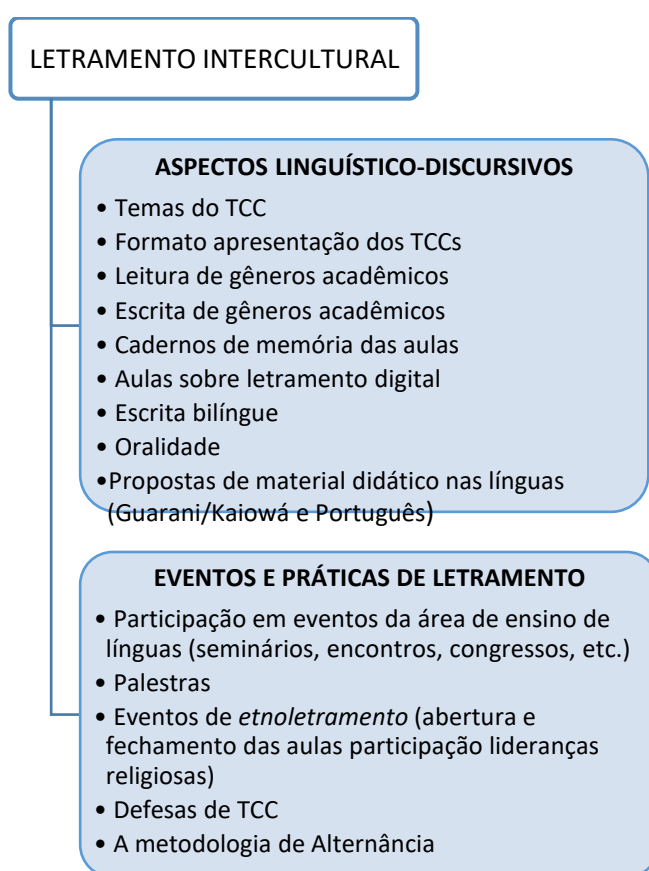 LETRAMENTO INTERCULTURAL
ASPECTOS LINGUÍSTICO-DISCURSIVOS
• Temas do TCC
• Formato apresentação dos TCCs
• Leitura de gêneros acadêmicos
• Escrita de gêneros acadêmicos
• Cadernos de memória das aulas
• Aulas sobre letramento digital
• Escrita bilíngue
• Oralidade
•Propostas de material didático nas línguas
(Guarani/Kaiowá e Português)
EVENTOS E PRÁTICAS DE LETRAMENTO
• Participação em eventos da área de ensino de
línguas (seminários, encontros, congressos, etc.)
• Palestras
• Eventos de etnoletramento (abertura e
fechamento das aulas participação lideranças
religiosas)
• Defesas de TCC
• A metodologia de Alternância